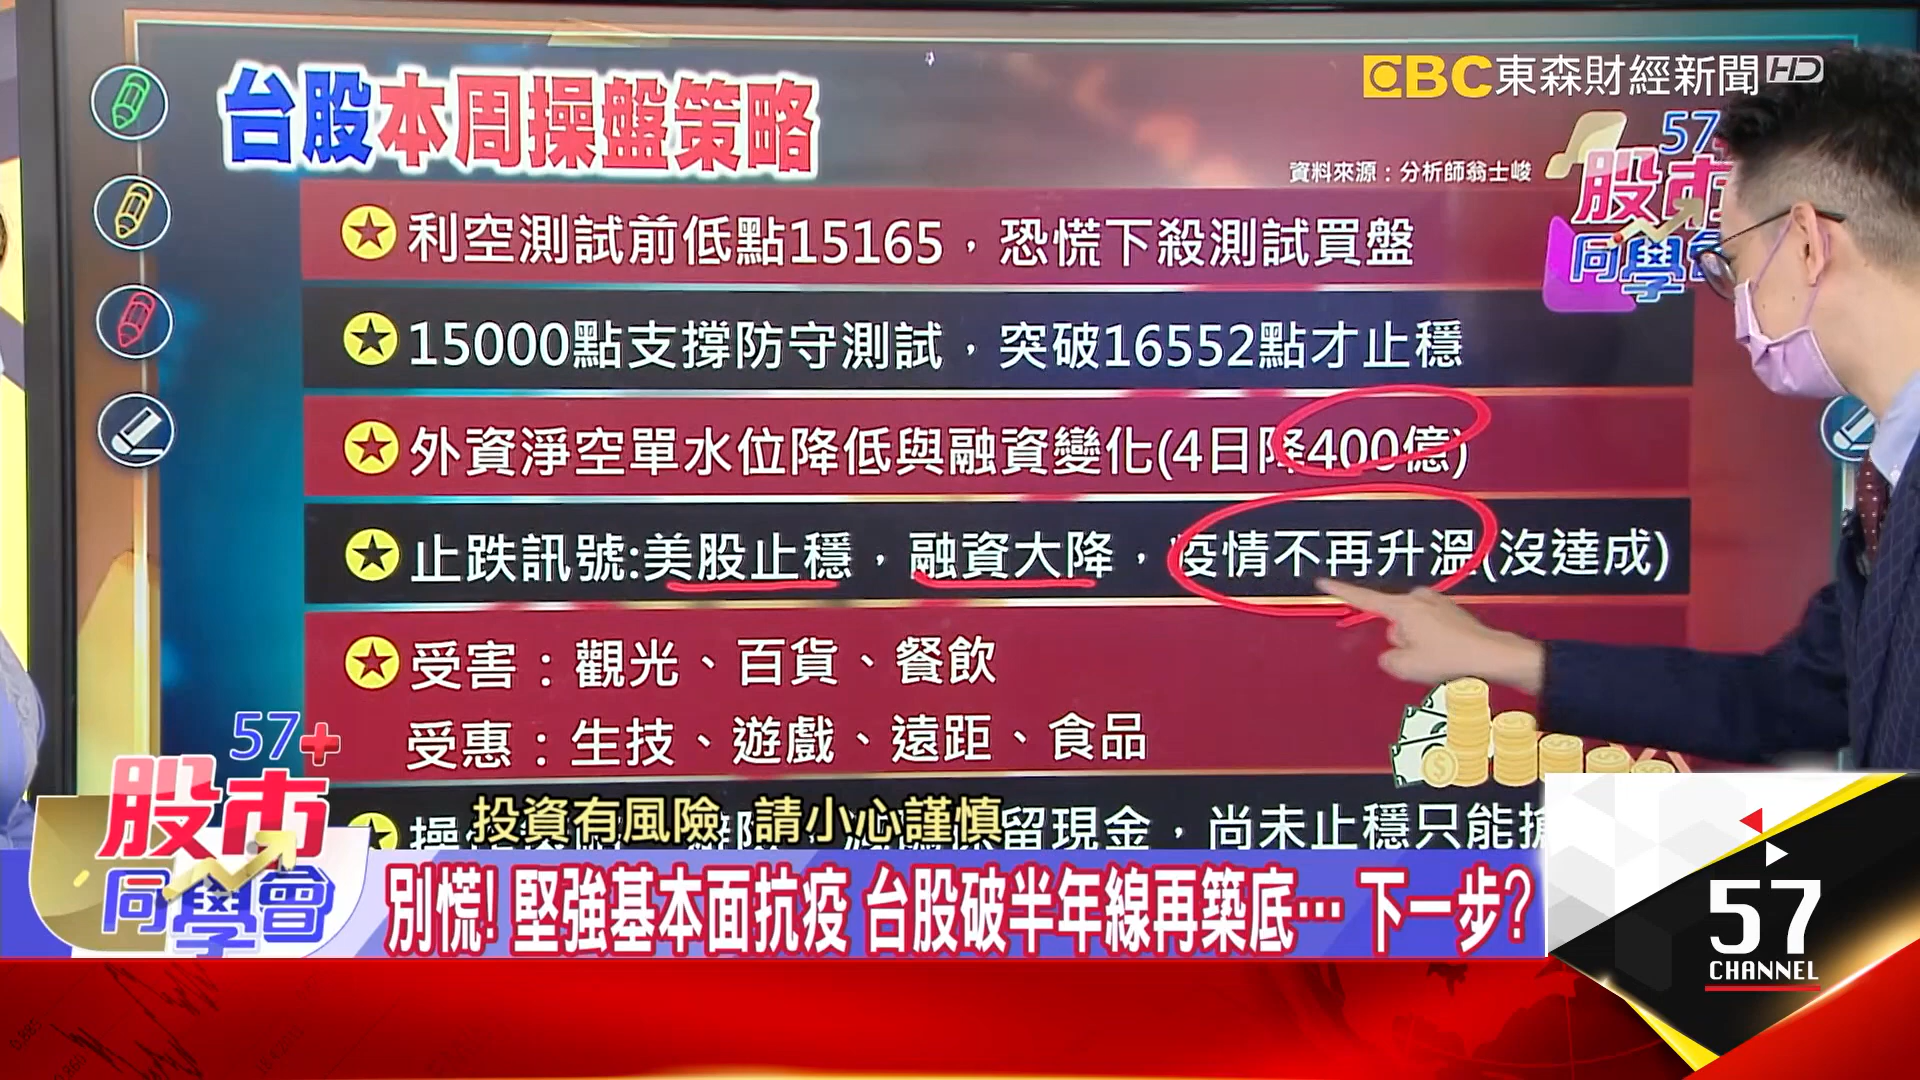 台股本周操盤策略
EBC東森財經新聞HD
資料來源：分析師翁士峻
57
股市
同學會
利空測試前低點15165，恐慌下殺測試買盤
15000點支撐防守測試，突破16552點才止穩
外資淨空單水位降低與融資變化(4日降400億)
止跌訊號:美股止穩，融資大降，疫情不再升溫(沒達成)
受害：觀光、百貨、餐飲
受惠：生技、遊戲、遠距、食品
留現金，尚未止穩只能搶
投資有風險 請小心謹慎
57+
股市
同學會
別慌! 堅強基本面抗疫 台股破半年線再築底… 下一步?
57
CHANNEL